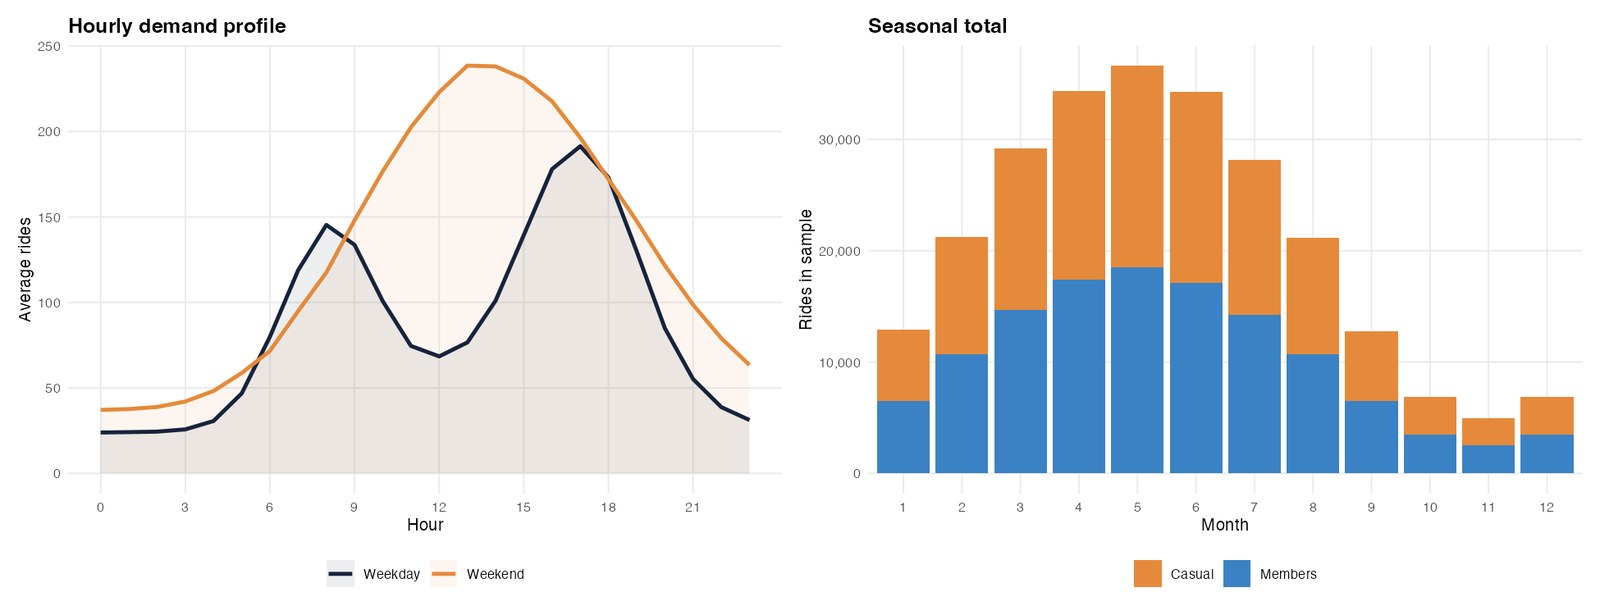 Hourly demand profile
250
200
150
100
50
0
Average rides
0 3 6 9 12 15 18 21
Hour
Weekday Weekend
Seasonal total
30,000
20,000
10,000
0
Rides in sample
1 2 3 4 5 6 7 8 9 10 11 12
Month
Casual Members